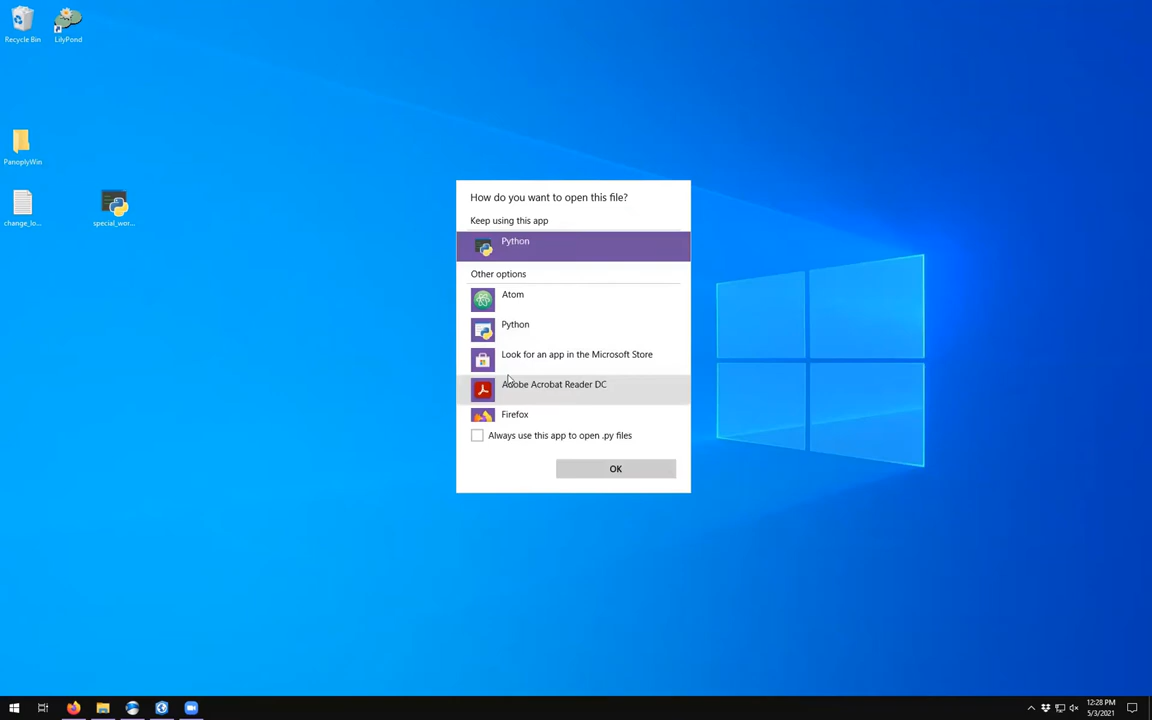 Recycle Bin
LilyPond
PanoplyWin
change_lo...
special_wor...
How do you want to open this file?
Keep using this app
Python
Other options
Atom
Python
Look for an app in the Microsoft Store
Adobe Acrobat Reader DC
Firefox
Always use this app to open .py files
OK
12:28 PM
5/3/2021